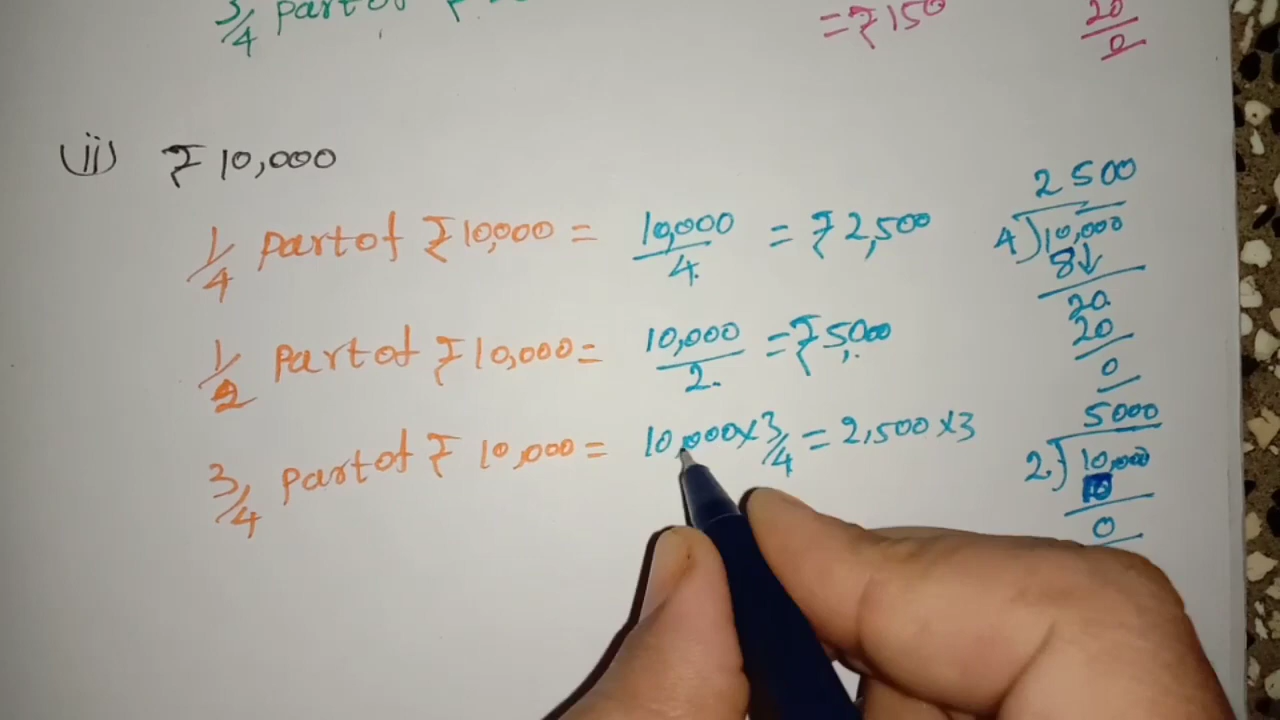 3/4 part of ₹
= ₹150
20
0
(ii) ₹10,000
1/4 part of ₹10,000 = 10,000/4 = ₹2,500
1/2 part of ₹10,000 = 10,000/2 = ₹5,000
3/4 part of ₹10,000 = 10,000×3/4 = 2,500×3
2500
4)10,000
8↓
20
20
0
5000
2)10,000
10
0